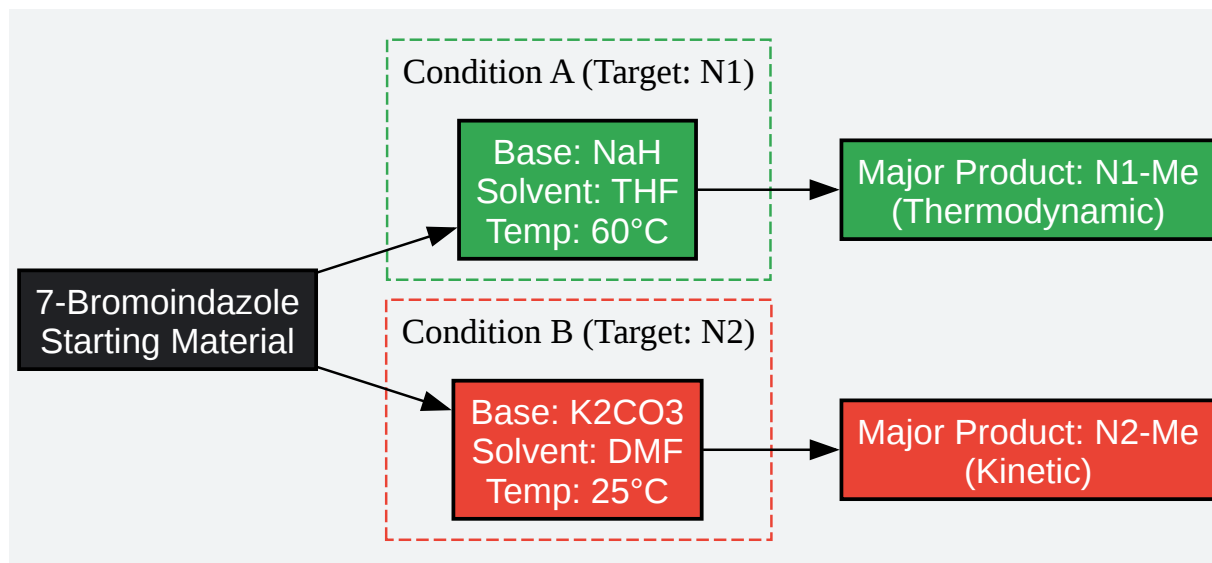 Condition A (Target: N1)
Base: NaH
Solvent: THF
Temp: 60°C
Major Product: N1-Me
(Thermodynamic)
7-Bromoindazole
Starting Material
Condition B (Target: N2)
Base: K2CO3
Solvent: DMF
Temp: 25°C
Major Product: N2-Me
(Kinetic)